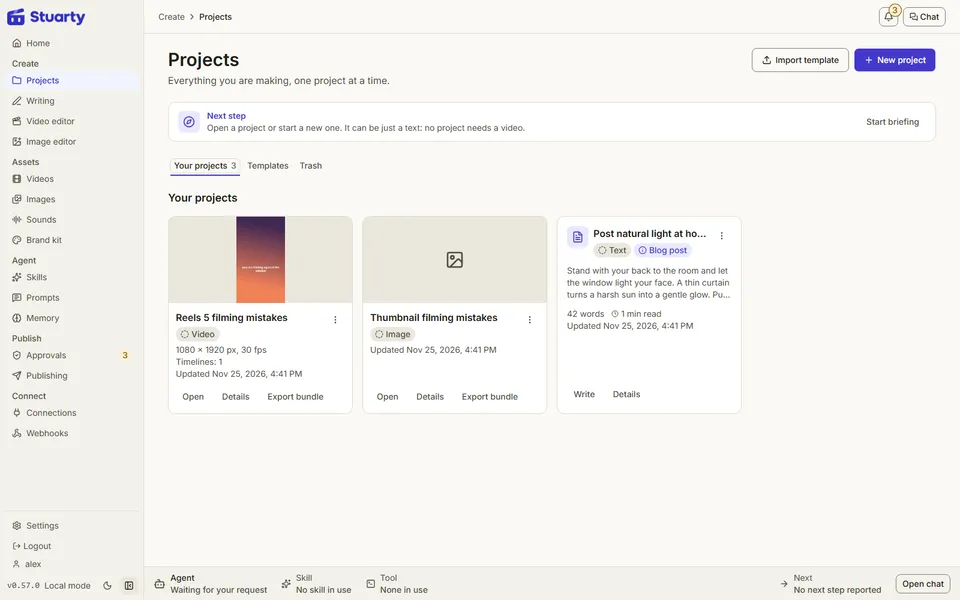 Stuarty
Home
Create
Projects
Writing
Video editor
Image editor
Assets
Videos
Images
Sounds
Brand kit
Agent
Skills
Prompts
Memory
Publish
Approvals 3
Publishing
Connect
Connections
Webhooks
Settings
Logout
alex
v0.57.0 Local mode
Create > Projects
3
Chat
Projects
Everything you are making, one project at a time.
Import template
+ New project
Next step
Open a project or start a new one. It can be just a text: no project needs a video.
Start briefing
Your projects 3 Templates Trash
Your projects
Reels 5 filming mistakes
Video
1080 × 1920 px, 30 fps
Timelines: 1
Updated Nov 25, 2026, 4:41 PM
Open Details Export bundle
Thumbnail filming mistakes
Image
Updated Nov 25, 2026, 4:41 PM
Open Details Export bundle
Post natural light at ho...
Text Blog post
Stand with your back to the room and let
the window light your face. A thin curtain
turns a harsh sun into a gentle glow. Pu...
42 words 1 min read
Updated Nov 25, 2026, 4:41 PM
Write Details
Agent
Waiting for your request
Skill
No skill in use
Tool
None in use
Next
No next step reported
Open chat